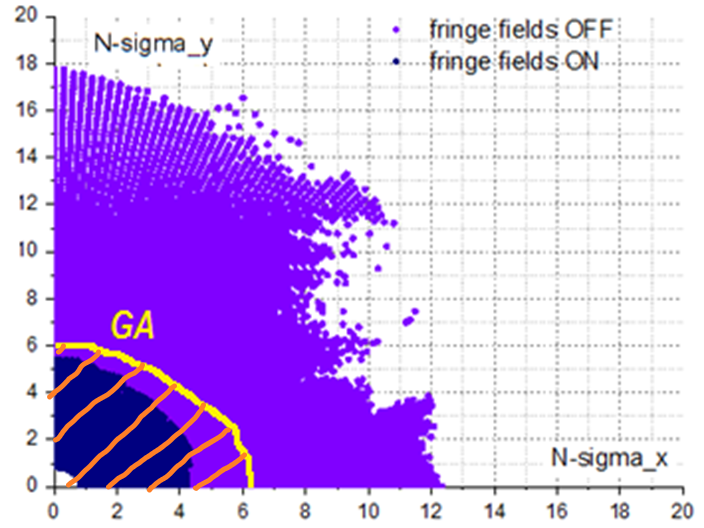 20
N-sigma_y
fringe fields OFF
fringe fields ON
18
16
14
12
10
8
GA
6
4
2
N-sigma_x
0
0 2 4 6 8 10 12 14 16 18 20